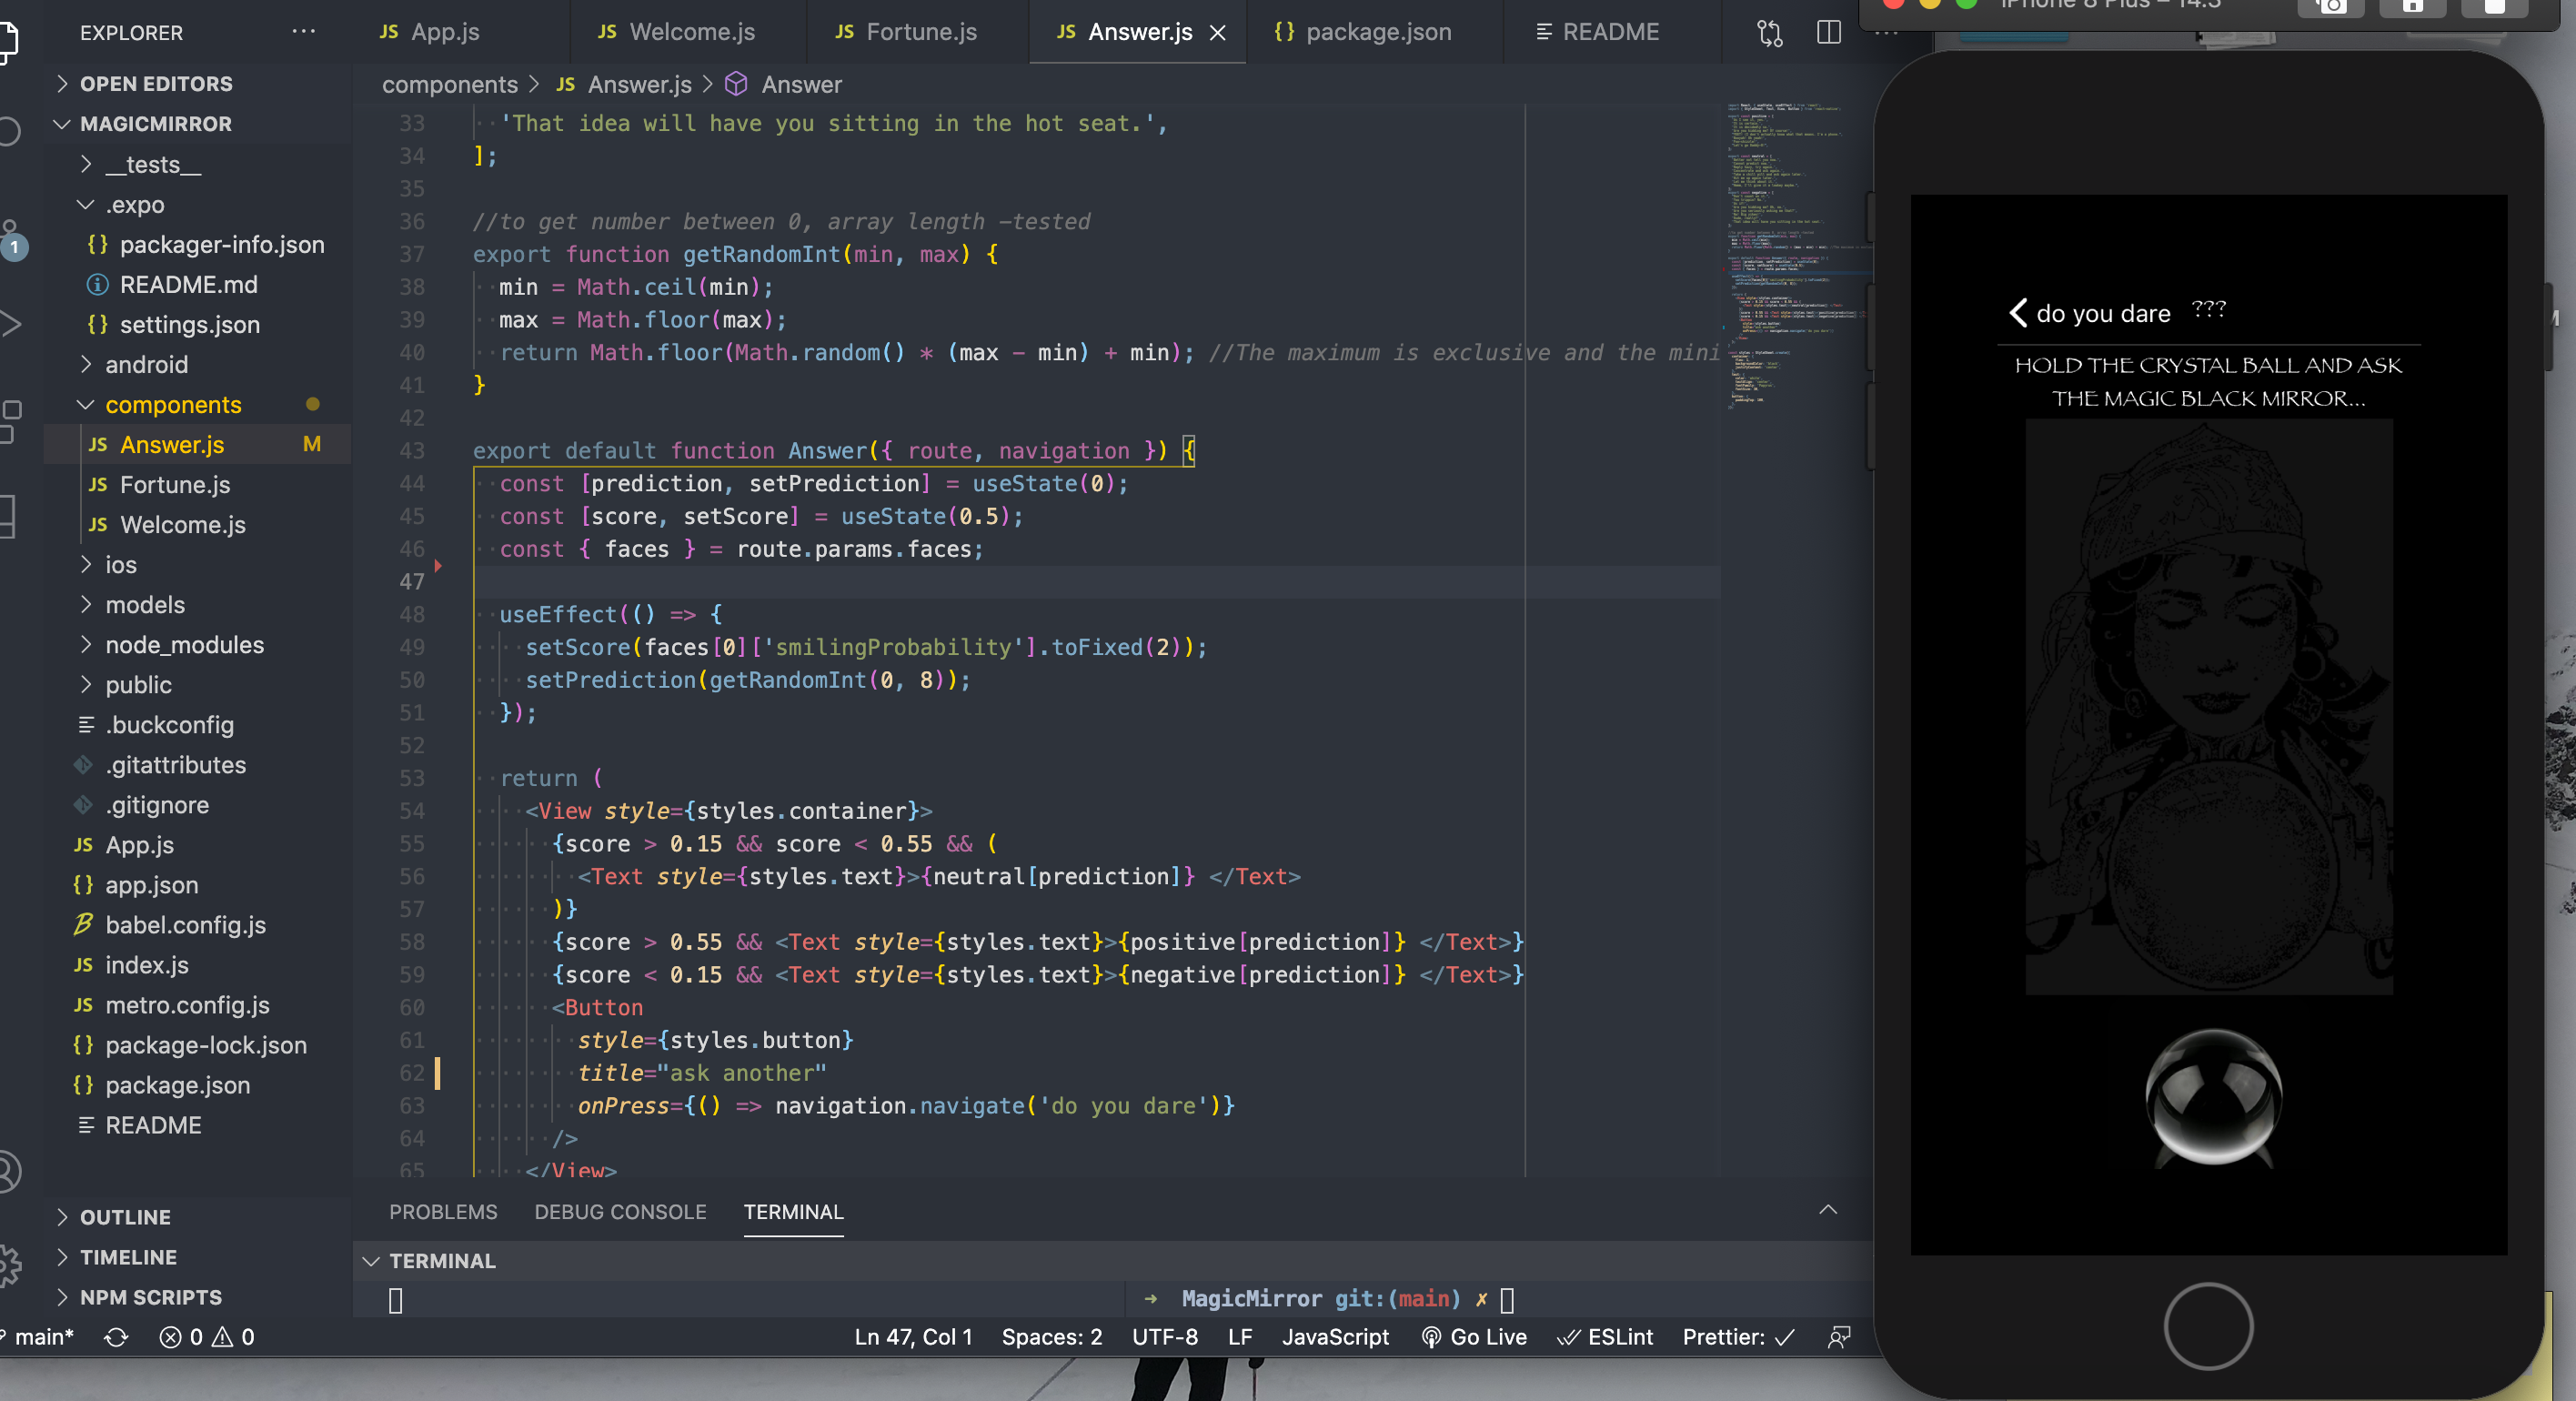 EXPLORER
···
JS App.js
JS Welcome.js
JS Fortune.js
JS Answer.js
{} package.json
README
components > JS Answer.js > Answer
OPEN EDITORS
MAGICMIRROR
__tests__
.expo
{} packager-info.json
README.md
{} settings.json
android
components
JS Answer.js M
JS Fortune.js
JS Welcome.js
ios
models
node_modules
public
.buckconfig
.gitattributes
.gitignore
JS App.js
{} app.json
babel.config.js
JS index.js
JS metro.config.js
{} package-lock.json
{} package.json
README
OUTLINE
TIMELINE
NPM SCRIPTS
1
33 'That idea will have you sitting in the hot seat.',
34 ];
35
36 //to get number between 0, array length -tested
37 export function getRandomInt(min, max) {
38 min = Math.ceil(min);
39 max = Math.floor(max);
40 return Math.floor(Math.random() * (max - min) + min); //The maximum is exclusive and the mini
41 }
42
43 export default function Answer({ route, navigation }) {
44 const [prediction, setPrediction] = useState(0);
45 const [score, setScore] = useState(0.5);
46 const { faces } = route.params.faces;
47
48 useEffect(() => {
49 setScore(faces[0]['smilingProbability'].toFixed(2));
50 setPrediction(getRandomInt(0, 8));
51 });
52
53 return (
54 <View style={styles.container}>
55 {score > 0.15 && score < 0.55 && (
56 <Text style={styles.text}>{neutral[prediction]} </Text>
57 )}
58 {score > 0.55 && <Text style={styles.text}>{positive[prediction]} </Text>}
59 {score < 0.15 && <Text style={styles.text}>{negative[prediction]} </Text>}
60 <Button
61 style={styles.button}
62 title="ask another"
63 onPress={() => navigation.navigate('do you dare')}
64 />
65 </View>
PROBLEMS DEBUG CONSOLE TERMINAL
TERMINAL
➜ MagicMirror git:(main) ✗
main* 0 0
Ln 47, Col 1 Spaces: 2 UTF-8 LF JavaScript Go Live ESLint Prettier: ✓
iPhone 8 Plus – 14.3
do you dare ???
HOLD THE CRYSTAL BALL AND ASK
THE MAGIC BLACK MIRROR...